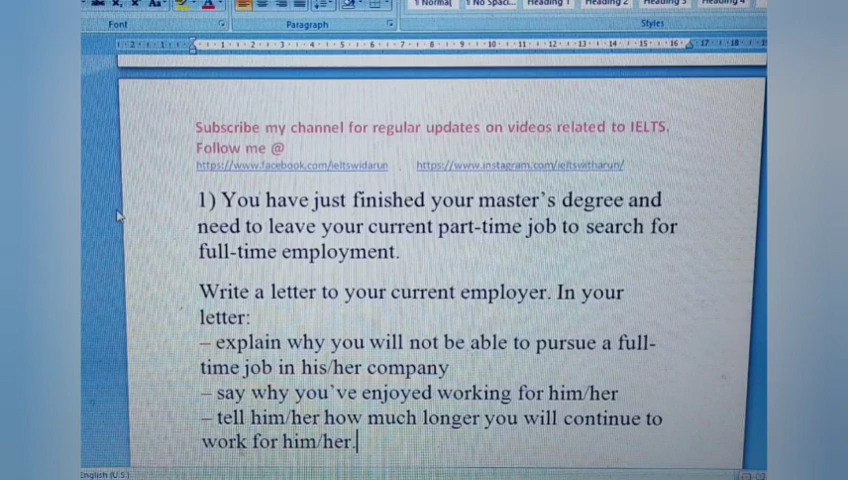 Normal
No Spaci...
Heading 1
Heading 2
Heading 3
Heading 4
Font
Paragraph
Styles
Subscribe my channel for regular updates on videos related to IELTS.
Follow me @
https://www.facebook.com/ieltswidarun https://www.instagram.com/ieltswitharun/
1) You have just finished your master's degree and
need to leave your current part-time job to search for
full-time employment.
Write a letter to your current employer. In your
letter:
– explain why you will not be able to pursue a full-
time job in his/her company
– say why you've enjoyed working for him/her
– tell him/her how much longer you will continue to
work for him/her.
English (U.S.)